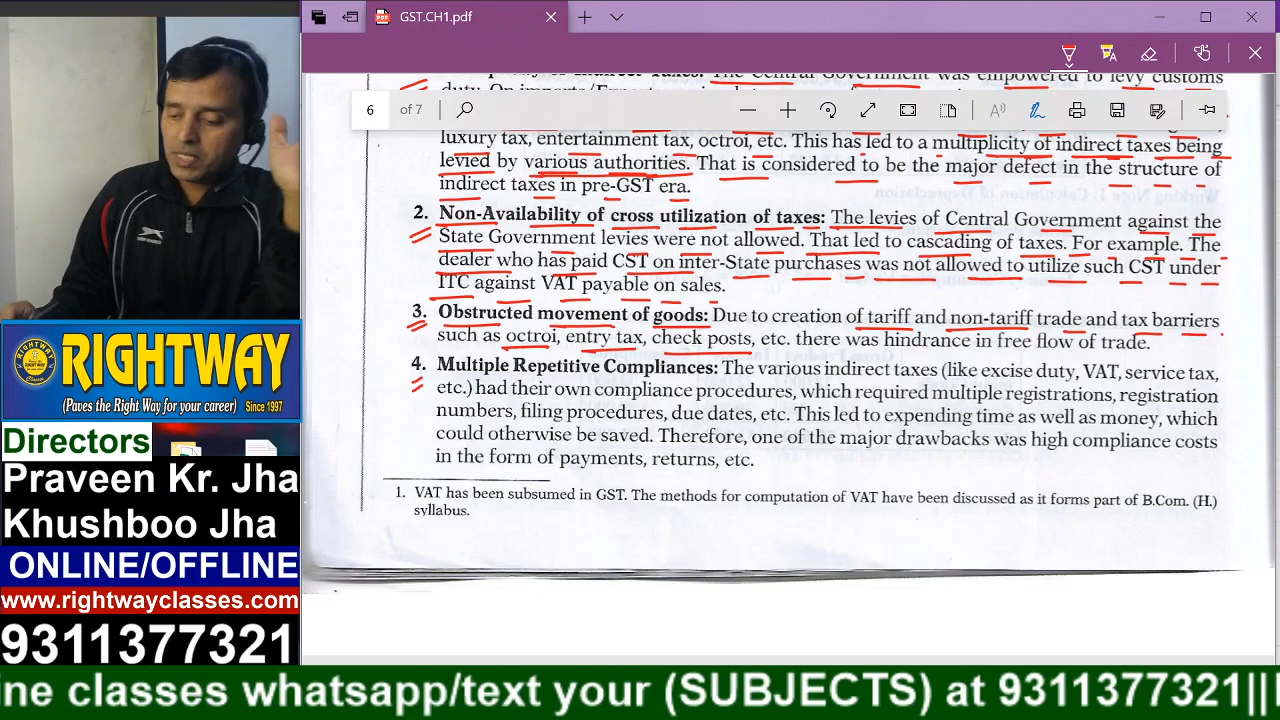 GST.CH1.pdf
6 of 7
The Central Government was empowered to levy customs
luxury tax, entertainment tax, octroi, etc. This has led to a multiplicity of indirect taxes being
levied by various authorities. That is considered to be the major defect in the structure of
indirect taxes in pre-GST era.
2. Non-Availability of cross utilization of taxes: The levies of Central Government against the
State Government levies were not allowed. That led to cascading of taxes. For example. The
dealer who has paid CST on inter-State purchases was not allowed to utilize such CST under
ITC against VAT payable on sales.
3. Obstructed movement of goods: Due to creation of tariff and non-tariff trade and tax barriers
such as octroi, entry tax, check posts, etc. there was hindrance in free flow of trade.
4. Multiple Repetitive Compliances: The various indirect taxes (like excise duty, VAT, service tax,
etc.) had their own compliance procedures, which required multiple registrations, registration
numbers, filing procedures, due dates, etc. This led to expending time as well as money, which
could otherwise be saved. Therefore, one of the major drawbacks was high compliance costs
in the form of payments, returns, etc.
1. VAT has been subsumed in GST. The methods for computation of VAT have been discussed as it forms part of B.Com. (H.)
syllabus.
RIGHTWAY
(Paves the Right Way for your career) Since 1997
Directors
Praveen Kr. Jha
Khushboo Jha
ONLINE/OFFLINE
www.rightwayclasses.com
9311377321
ine classes whatsapp/text your (SUBJECTS) at 9311377321||